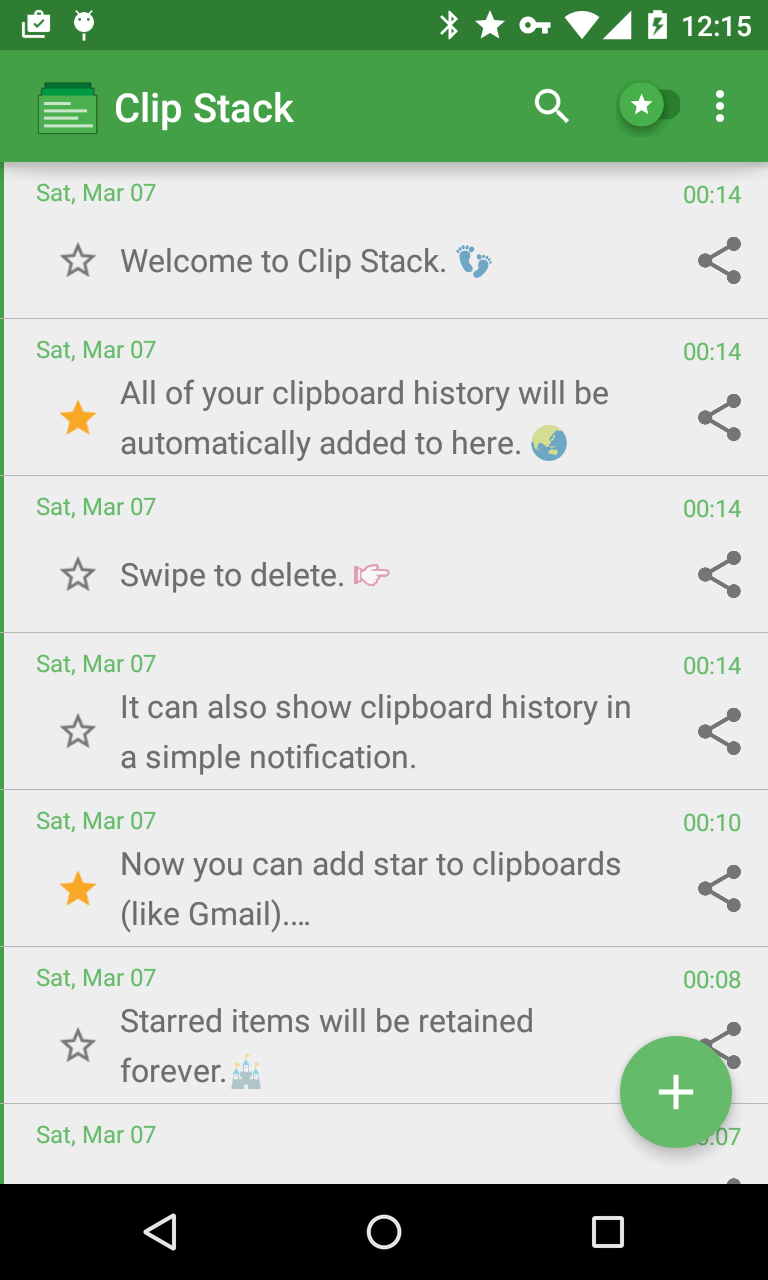 12:15
Clip Stack
Sat, Mar 07
00:14
Welcome to Clip Stack. 👣
Sat, Mar 07
00:14
All of your clipboard history will be
automatically added to here. 🌏
Sat, Mar 07
00:14
Swipe to delete. 👉
Sat, Mar 07
00:14
It can also show clipboard history in
a simple notification.
Sat, Mar 07
00:10
Now you can add star to clipboards
(like Gmail).…
Sat, Mar 07
00:08
Starred items will be retained
forever.🏰
Sat, Mar 07